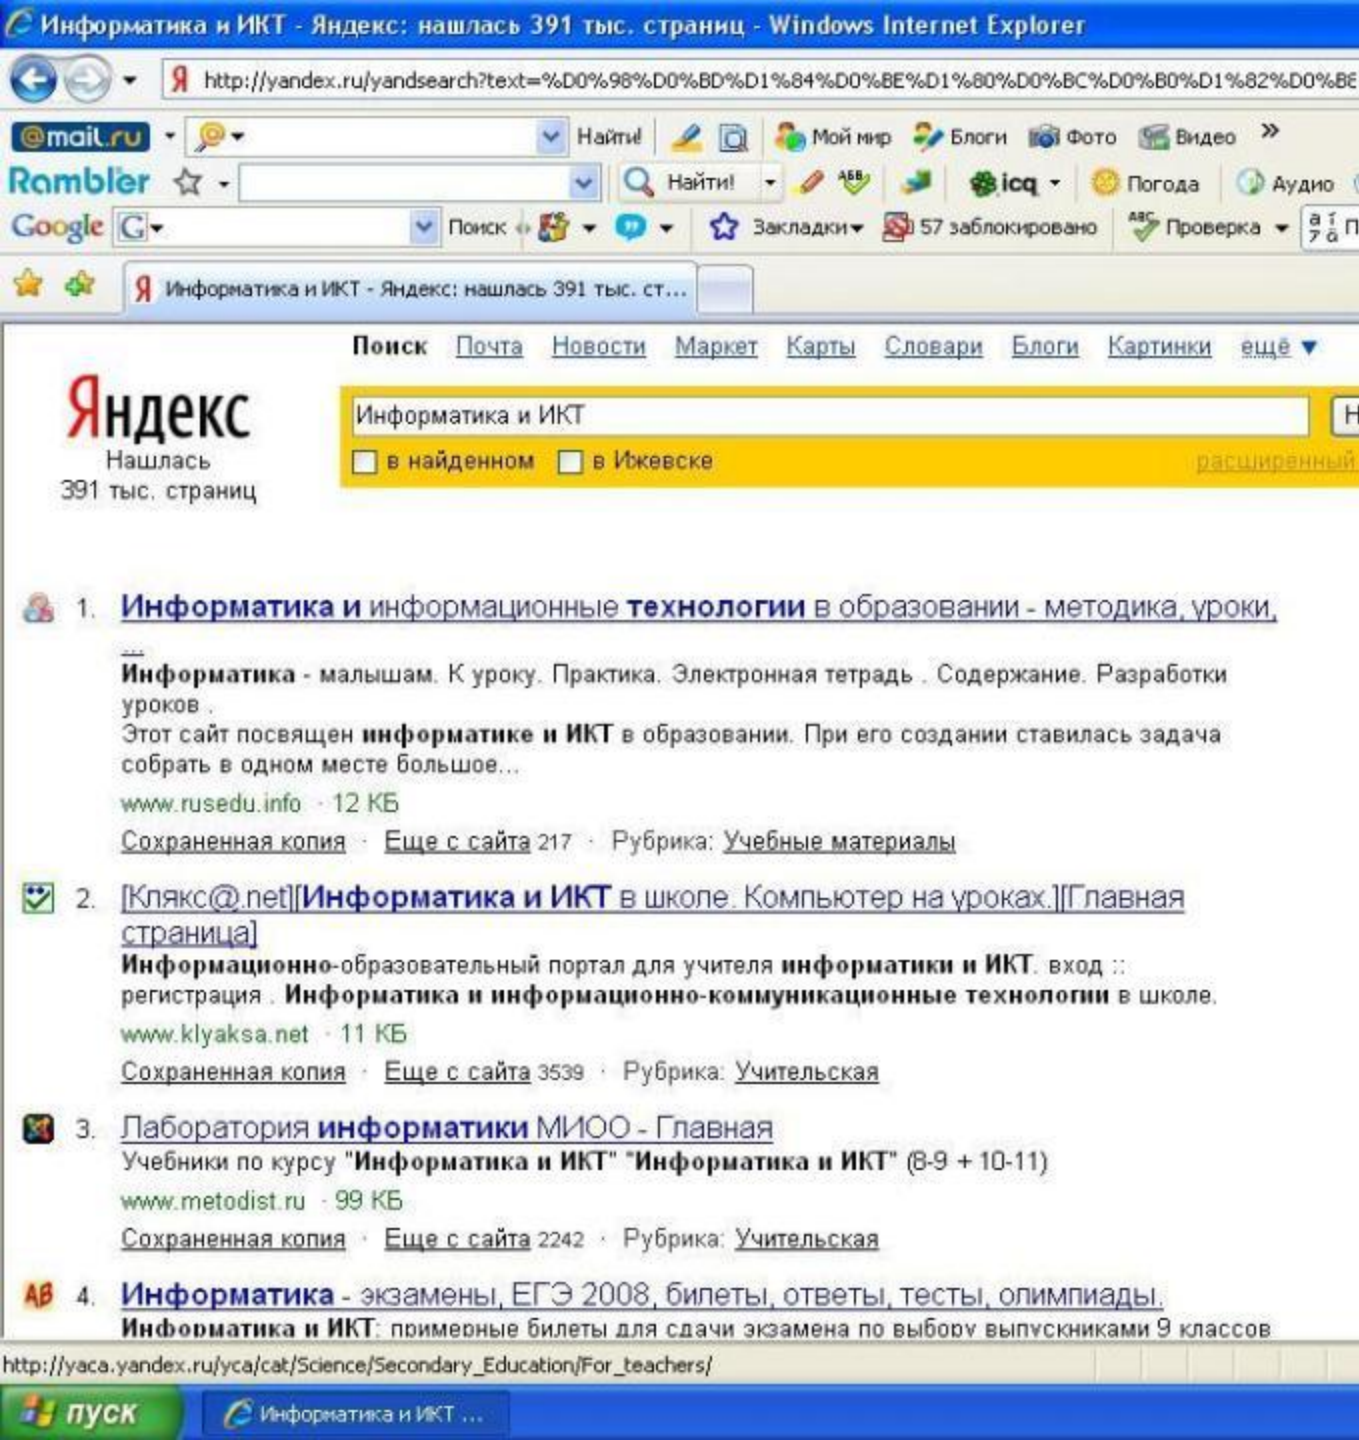 Информатика и ИКТ - Яндекс: нашлась 391 тыс. страниц - Windows Internet Explorer
Я http://yandex.ru/yandsearch?text=%D0%98%D0%BD%D1%84%D0%BE%D1%80%D0%BC%D0%B0%D1%82%D0%B8
@mail.ru Найти! Мой мир Блоги Фото Видео »
Rambler Найти! АБВ icq Погода Аудио
Google G Поиск Закладки 57 заблокировано ABC Проверка
Я Информатика и ИКТ - Яндекс: нашлась 391 тыс. ст...
Поиск Почта Новости Маркет Карты Словари Блоги Картинки ещё ▼
Яндекс
Нашлась
391 тыс. страниц
Информатика и ИКТ
в найденном в Ижевске расширенный
1. Информатика и информационные технологии в образовании - методика, уроки,
...
Информатика - малышам. К уроку. Практика. Электронная тетрадь . Содержание. Разработки
уроков .
Этот сайт посвящен информатике и ИКТ в образовании. При его создании ставилась задача
собрать в одном месте большое...
www.rusedu.info · 12 КБ
Сохраненная копия · Еще с сайта 217 · Рубрика: Учебные материалы
2. [Клякс@.net][Информатика и ИКТ в школе. Компьютер на уроках.][Главная
страница]
Информационно-образовательный портал для учителя информатики и ИКТ. вход ::
регистрация . Информатика и информационно-коммуникационные технологии в школе.
www.klyaksa.net · 11 КБ
Сохраненная копия · Еще с сайта 3539 · Рубрика: Учительская
3. Лаборатория информатики МИОО - Главная
Учебники по курсу "Информатика и ИКТ" "Информатика и ИКТ" (8-9 + 10-11)
www.metodist.ru · 99 КБ
Сохраненная копия · Еще с сайта 2242 · Рубрика: Учительская
АВ 4. Информатика - экзамены, ЕГЭ 2008, билеты, ответы, тесты, олимпиады.
Информатика и ИКТ: примерные билеты для сдачи экзамена по выбору выпускниками 9 классов
http://yaca.yandex.ru/yca/cat/Science/Secondary_Education/For_teachers/
пуск Информатика и ИКТ ...